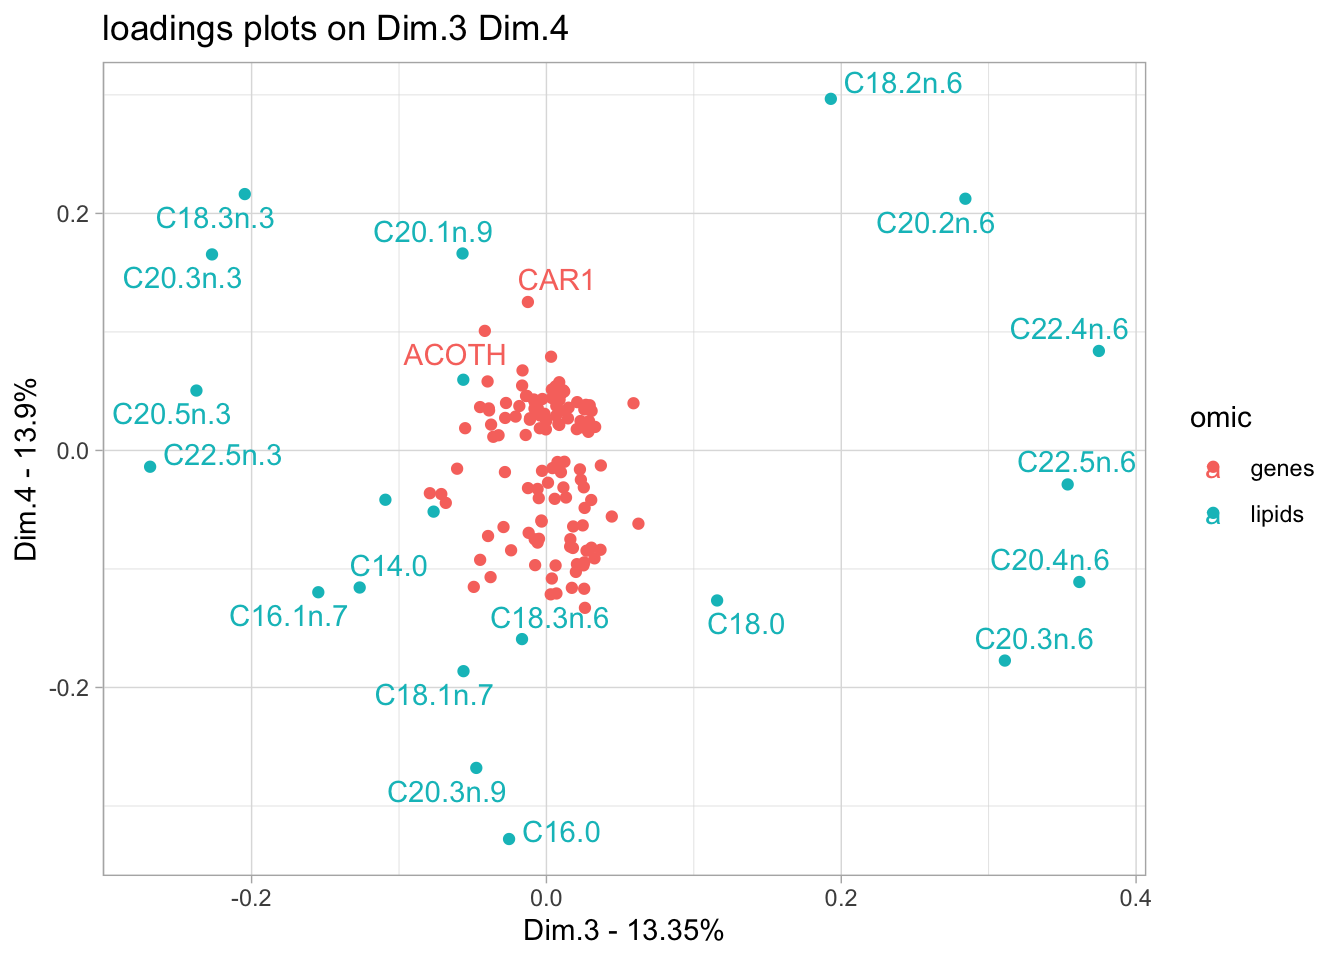 loadings plots on Dim.3 Dim.4
C18.2n.6
C18.3n.3
C20.2n.6
C20.1n.9
C20.3n.3
CAR1
C22.4n.6
ACOTH
C20.5n.3
C22.5n.3
C22.5n.6
C14.0
C20.4n.6
C16.1n.7
C18.3n.6
C18.0
C20.3n.6
C18.1n.7
C20.3n.9
C16.0
0.2
0.0
-0.2
Dim.4 - 13.9%
-0.2
0.0
0.2
0.4
Dim.3 - 13.35%
omic
a genes
a lipids